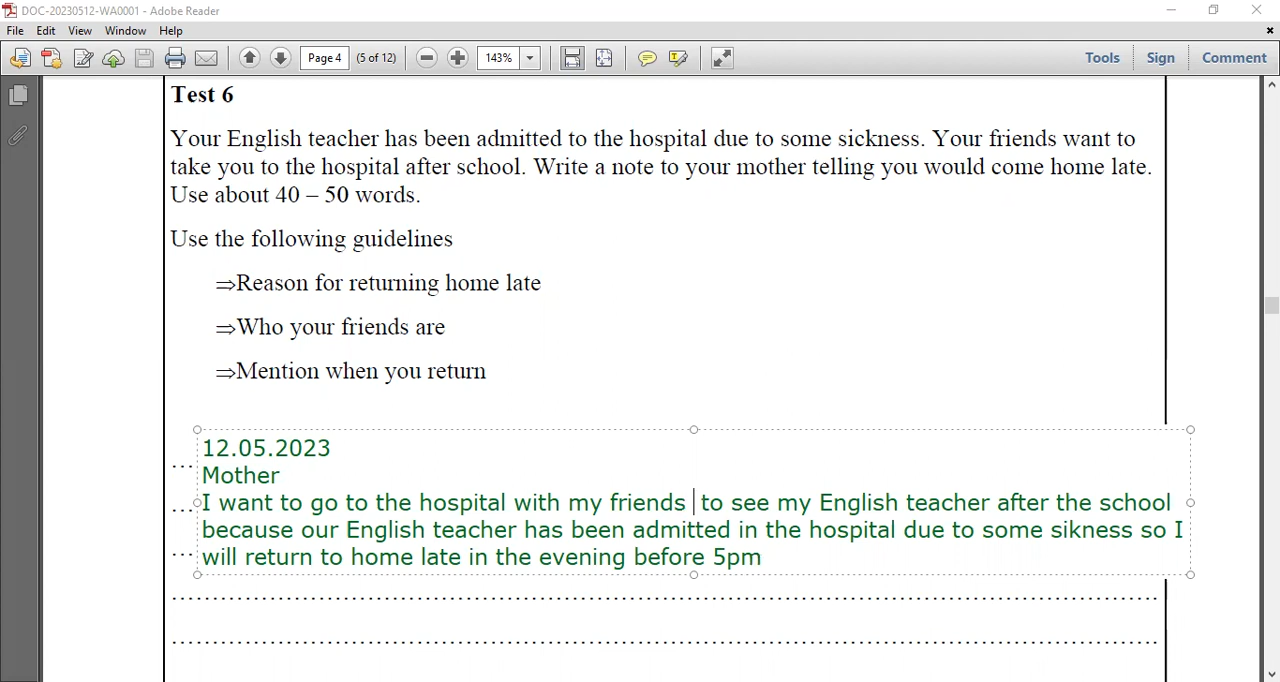 DOC-20230512-WA0001 - Adobe Reader
File Edit View Window Help
Page 4 (5 of 12) 143% Tools Sign Comment
Test 6
Your English teacher has been admitted to the hospital due to some sickness. Your friends want to
take you to the hospital after school. Write a note to your mother telling you would come home late.
Use about 40 – 50 words.
Use the following guidelines
⇒Reason for returning home late
⇒Who your friends are
⇒Mention when you return
12.05.2023
Mother
I want to go to the hospital with my friends to see my English teacher after the school
because our English teacher has been admitted in the hospital due to some sikness so I
will return to home late in the evening before 5pm